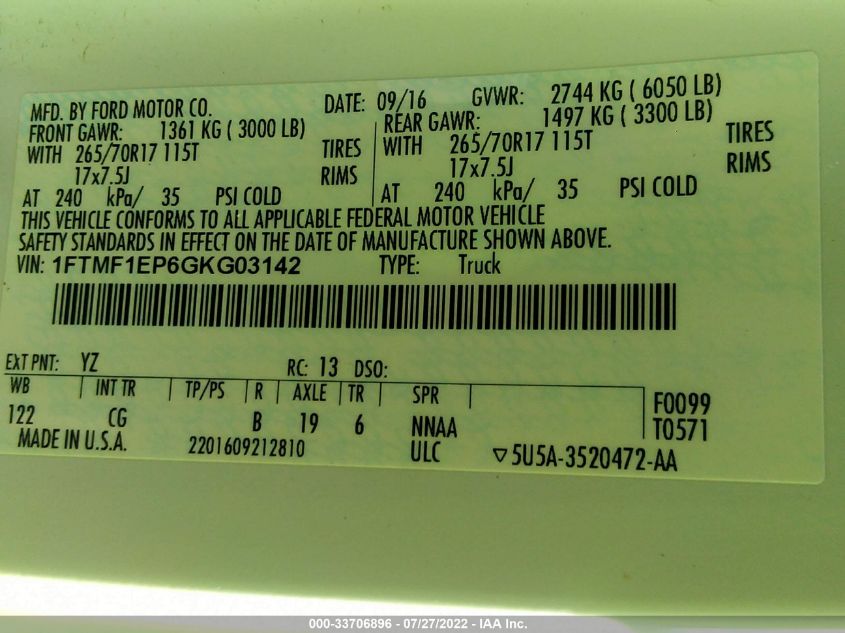 MFD. BY FORD MOTOR CO. DATE: 09/16 GVWR: 2744 KG ( 6050 LB)
FRONT GAWR: 1361 KG ( 3000 LB) REAR GAWR: 1497 KG ( 3300 LB)
WITH 265/70R17 115T TIRES WITH 265/70R17 115T TIRES
17x7.5J RIMS 17x7.5J RIMS
AT 240 kPa/ 35 PSI COLD AT 240 kPa/ 35 PSI COLD
THIS VEHICLE CONFORMS TO ALL APPLICABLE FEDERAL MOTOR VEHICLE
SAFETY STANDARDS IN EFFECT ON THE DATE OF MANUFACTURE SHOWN ABOVE.
VIN: 1FTMF1EP6GKG03142 TYPE: Truck
EXT PNT: YZ RC: 13 DSO:
WB INT TR TP/PS R AXLE TR SPR F0099
122 CG B 19 6 NNAA T0571
MADE IN U.S.A. 2201609212810 ULC ▽5U5A-3520472-AA
000-33706896 - 07/27/2022 - IAA Inc.